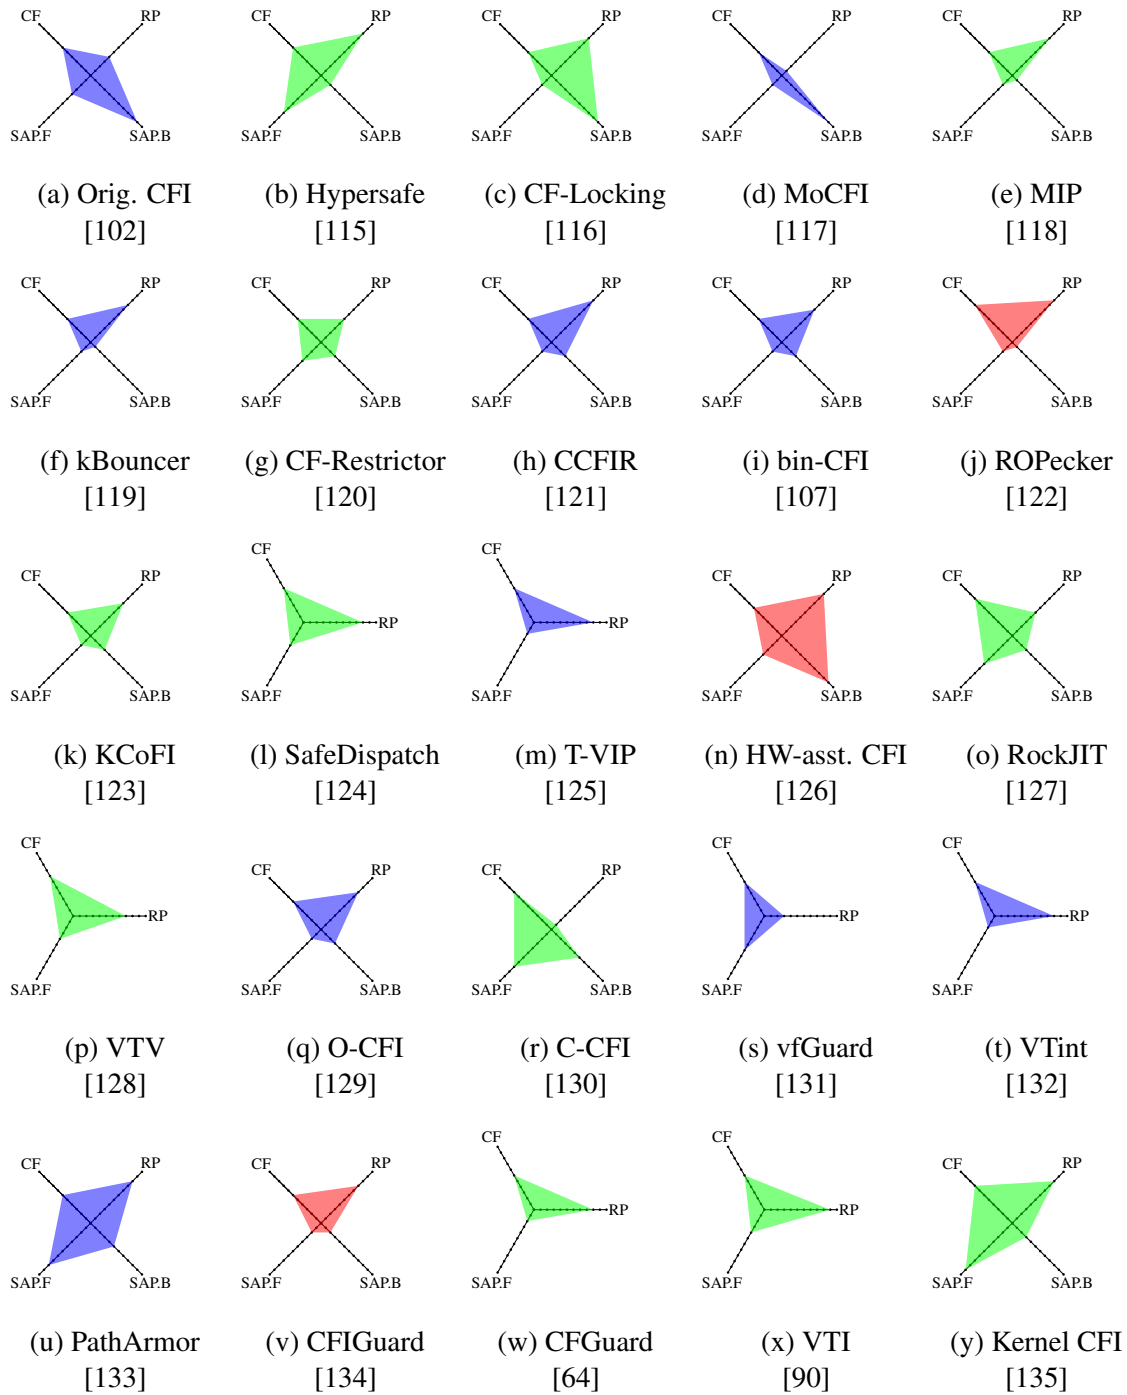 CF RP CF RP CF RP CF RP CF RP
SAP.F SAP.B SAP.F SAP.B SAP.F SAP.B SAP.F SAP.B SAP.F SAP.B
(a) Orig. CFI (b) Hypersafe (c) CF-Locking (d) MoCFI (e) MIP
[102] [115] [116] [117] [118]
CF RP CF RP CF RP CF RP CF RP
SAP.F SAP.B SAP.F SAP.B SAP.F SAP.B SAP.F SAP.B SAP.F SAP.B
(f) kBouncer (g) CF-Restrictor (h) CCFIR (i) bin-CFI (j) ROPecker
[119] [120] [121] [107] [122]
CF CF
CF RP CF RP CF RP
RP RP
SAP.F SAP.B SAP.F SAP.F SAP.F SAP.B SAP.F SAP.B
(k) KCoFI (l) SafeDispatch (m) T-VIP (n) HW-asst. CFI (o) RockJIT
[123] [124] [125] [126] [127]
CF CF CF
CF RP CF RP
RP RP RP
SAP.F SAP.F SAP.B SAP.F SAP.B SAP.F SAP.F
(p) VTV (q) O-CFI (r) C-CFI (s) vfGuard (t) VTint
[128] [129] [130] [131] [132]
CF CF
CF RP CF RP CF RP
RP RP
SAP.F SAP.B SAP.F SAP.B SAP.F SAP.F SAP.F SAP.B
(u) PathArmor (v) CFIGuard (w) CFGuard (x) VTI (y) Kernel CFI
[133] [134] [64] [90] [135]